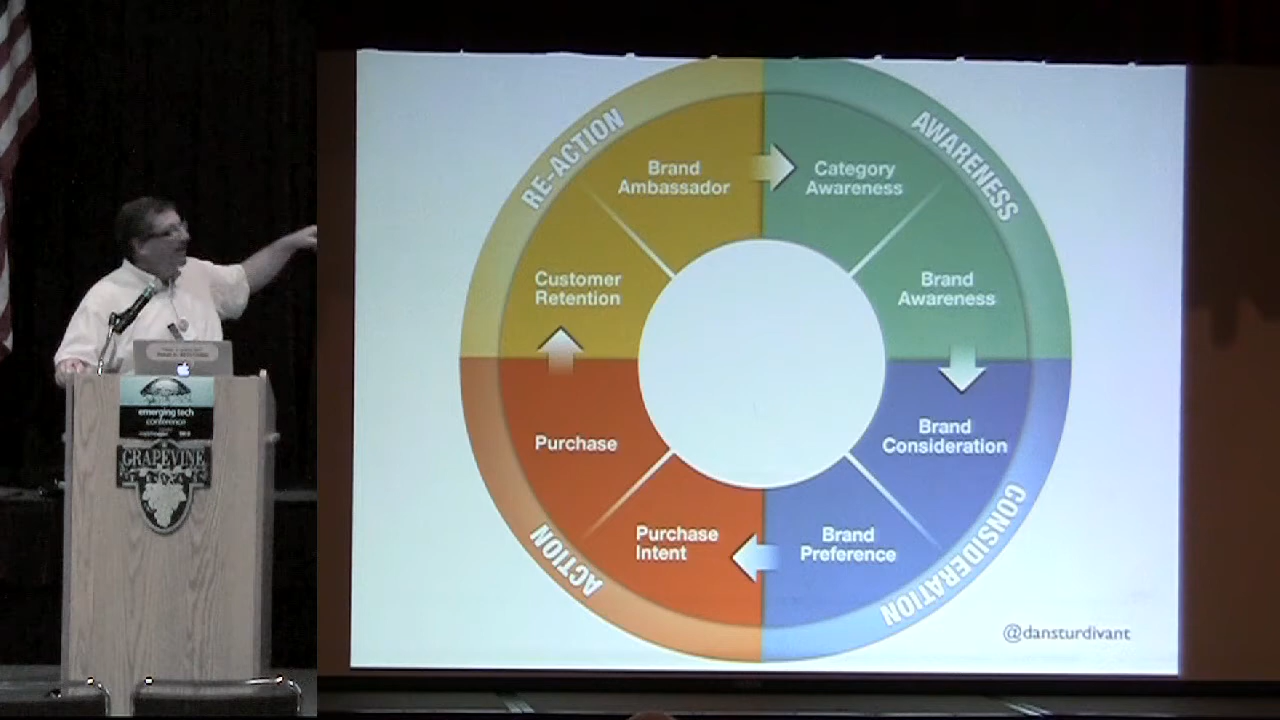 emerging tech
conference
GRAPEVINE
RE-ACTION
AWARENESS
Brand
Ambassador
Category
Awareness
Customer
Retention
Brand
Awareness
Purchase
Brand
Consideration
Purchase
Intent
Brand
Preference
ACTION
CONSIDERATION
@dansturdivant